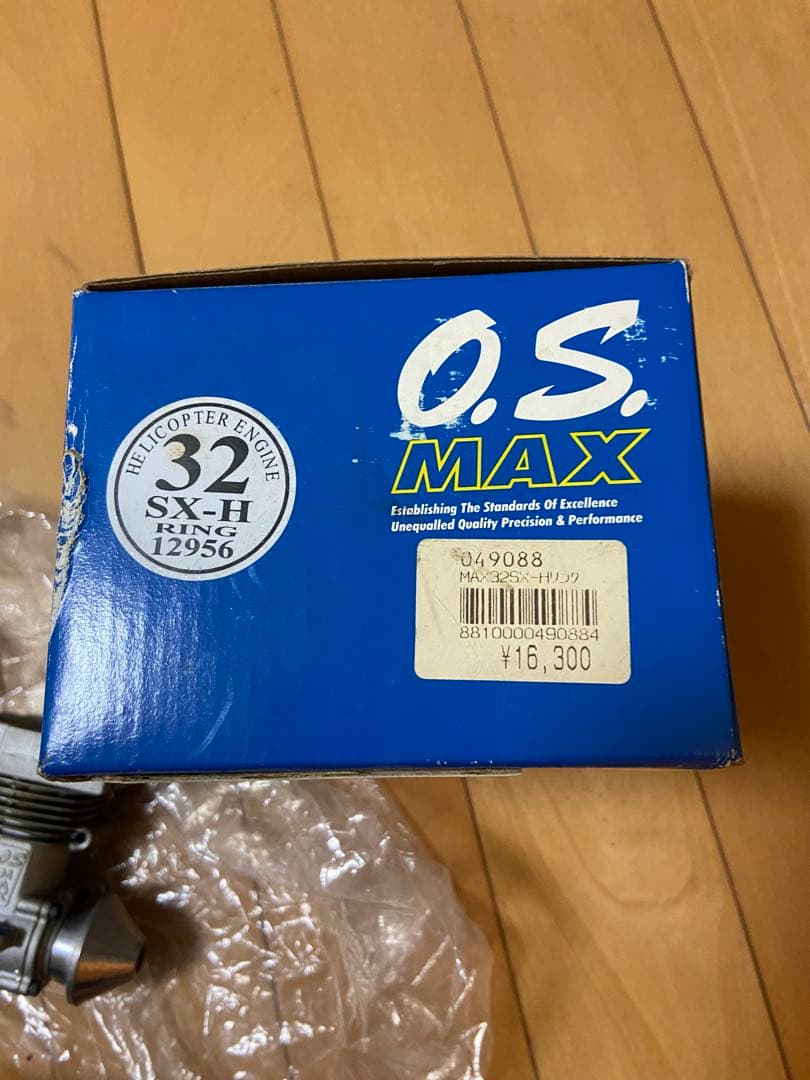 HELICOPTER ENGINE
32
SX-H
RING
12956
O.S.
MAX
Establishing The Standards Of Excellence
Unequalled Quality Precision & Performance
049088
MAX32SX-Hリング
8810000490884
¥16,300